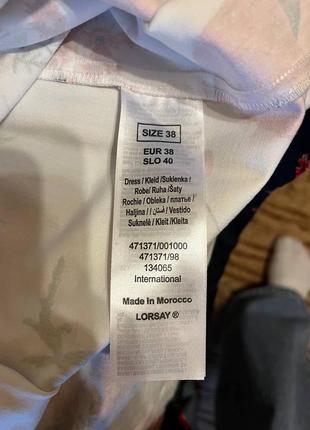 SIZE 38
EUR 38
SLO 40
Dress / Kleid /Suklenka /
Robe/ Ruha /Šaty
Rochie / Obleka / платье /
Haljina / فستان / Vestido
Suknelė / Kleit /Kleita
471371/001000
471371/98
134065
International
Made In Morocco
LORSAY ®